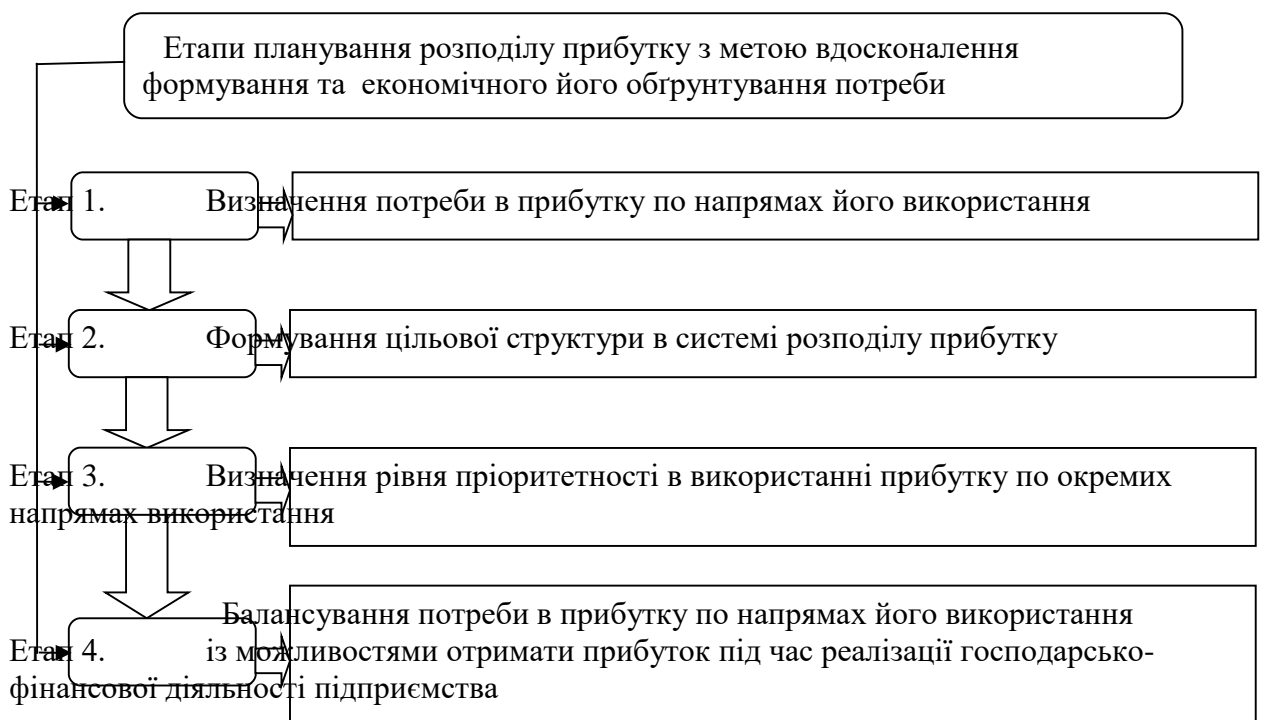 Етапи планування розподілу прибутку з метою вдосконалення
формування та економічного його обґрунтування потреби
Етап 1. Визначення потреби в прибутку по напрямах його використання
Етап 2. Формування цільової структури в системі розподілу прибутку
Етап 3. Визначення рівня пріоритетності в використанні прибутку по окремих
напрямах використання
Балансування потреби в прибутку по напрямах його використання
Етап 4. із можливостями отримати прибуток під час реалізації господарсько-
фінансової діяльності підприємства